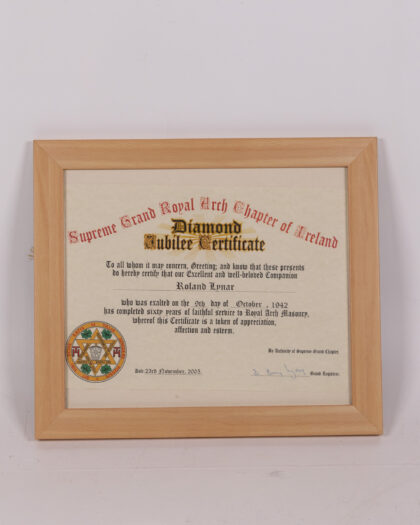 Supreme Grand Royal Arch Chapter of Ireland
Diamond
Jubilee Certificate
To all whom it may concern, Greeting; and know that these presents
do hereby certify that our Excellent and well-beloved Companion
Roland Lynar
who was exalted on the 9th day of October, 1942
has completed sixty years of faithful service to Royal Arch Masonry,
whereof this Certificate is a token of appreciation,
affection and esteem.
By Authority of Supreme Grand Chapter
23rd November, 2003.
Grand Registrar